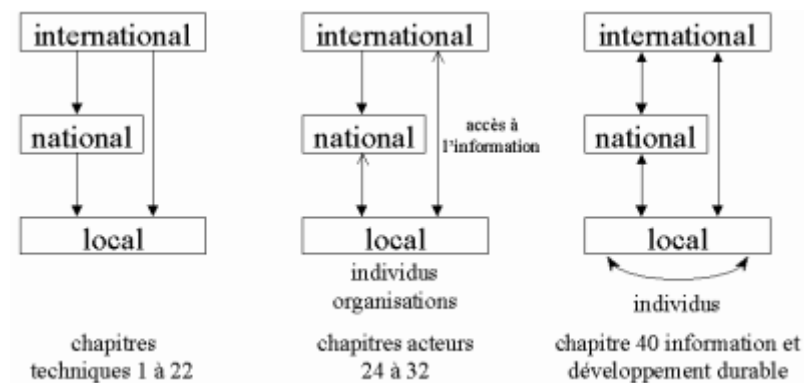 international
national
local
chapitres
techniques 1 à 22
international
accès à
l'information
national
local
individus
organisations
chapitres acteurs
24 à 32
international
national
local
individus
chapitre 40 information et
développement durable